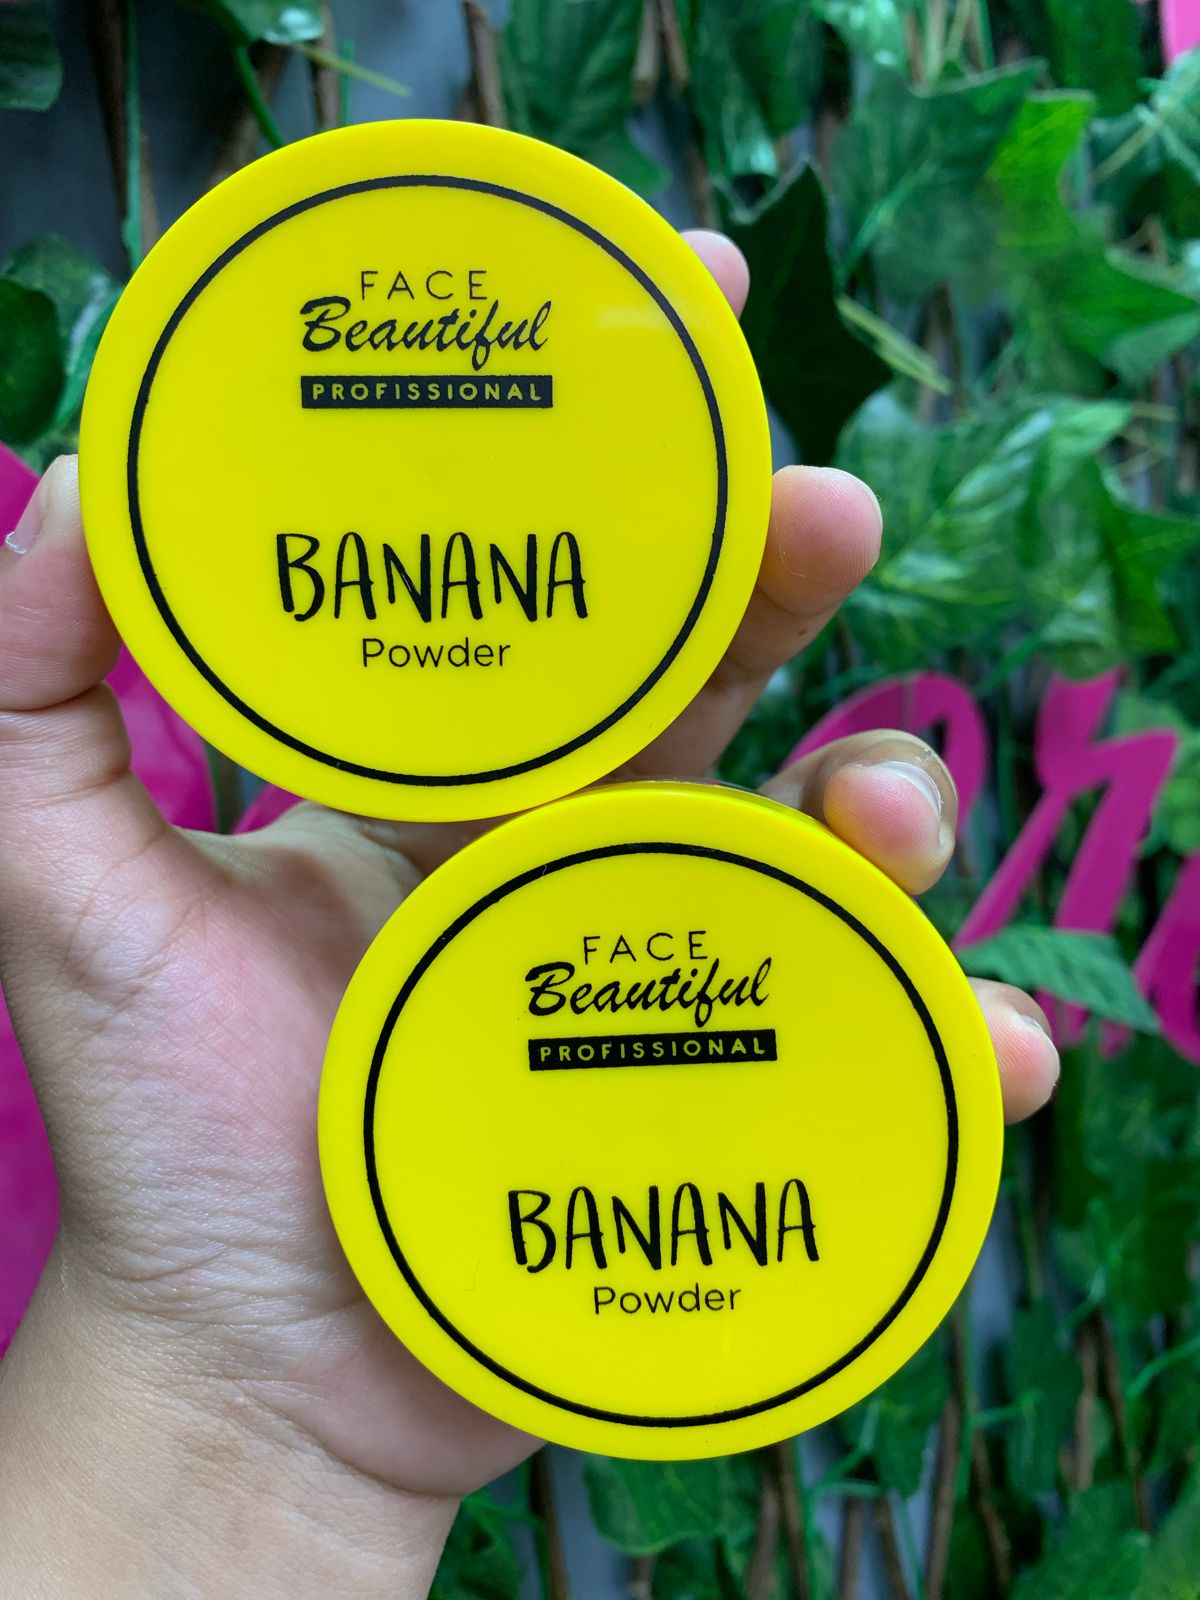 FACE
Beautiful
PROFISSIONAL
BANANA
Powder
FACE
Beautiful
PROFISSIONAL
BANANA
Powder